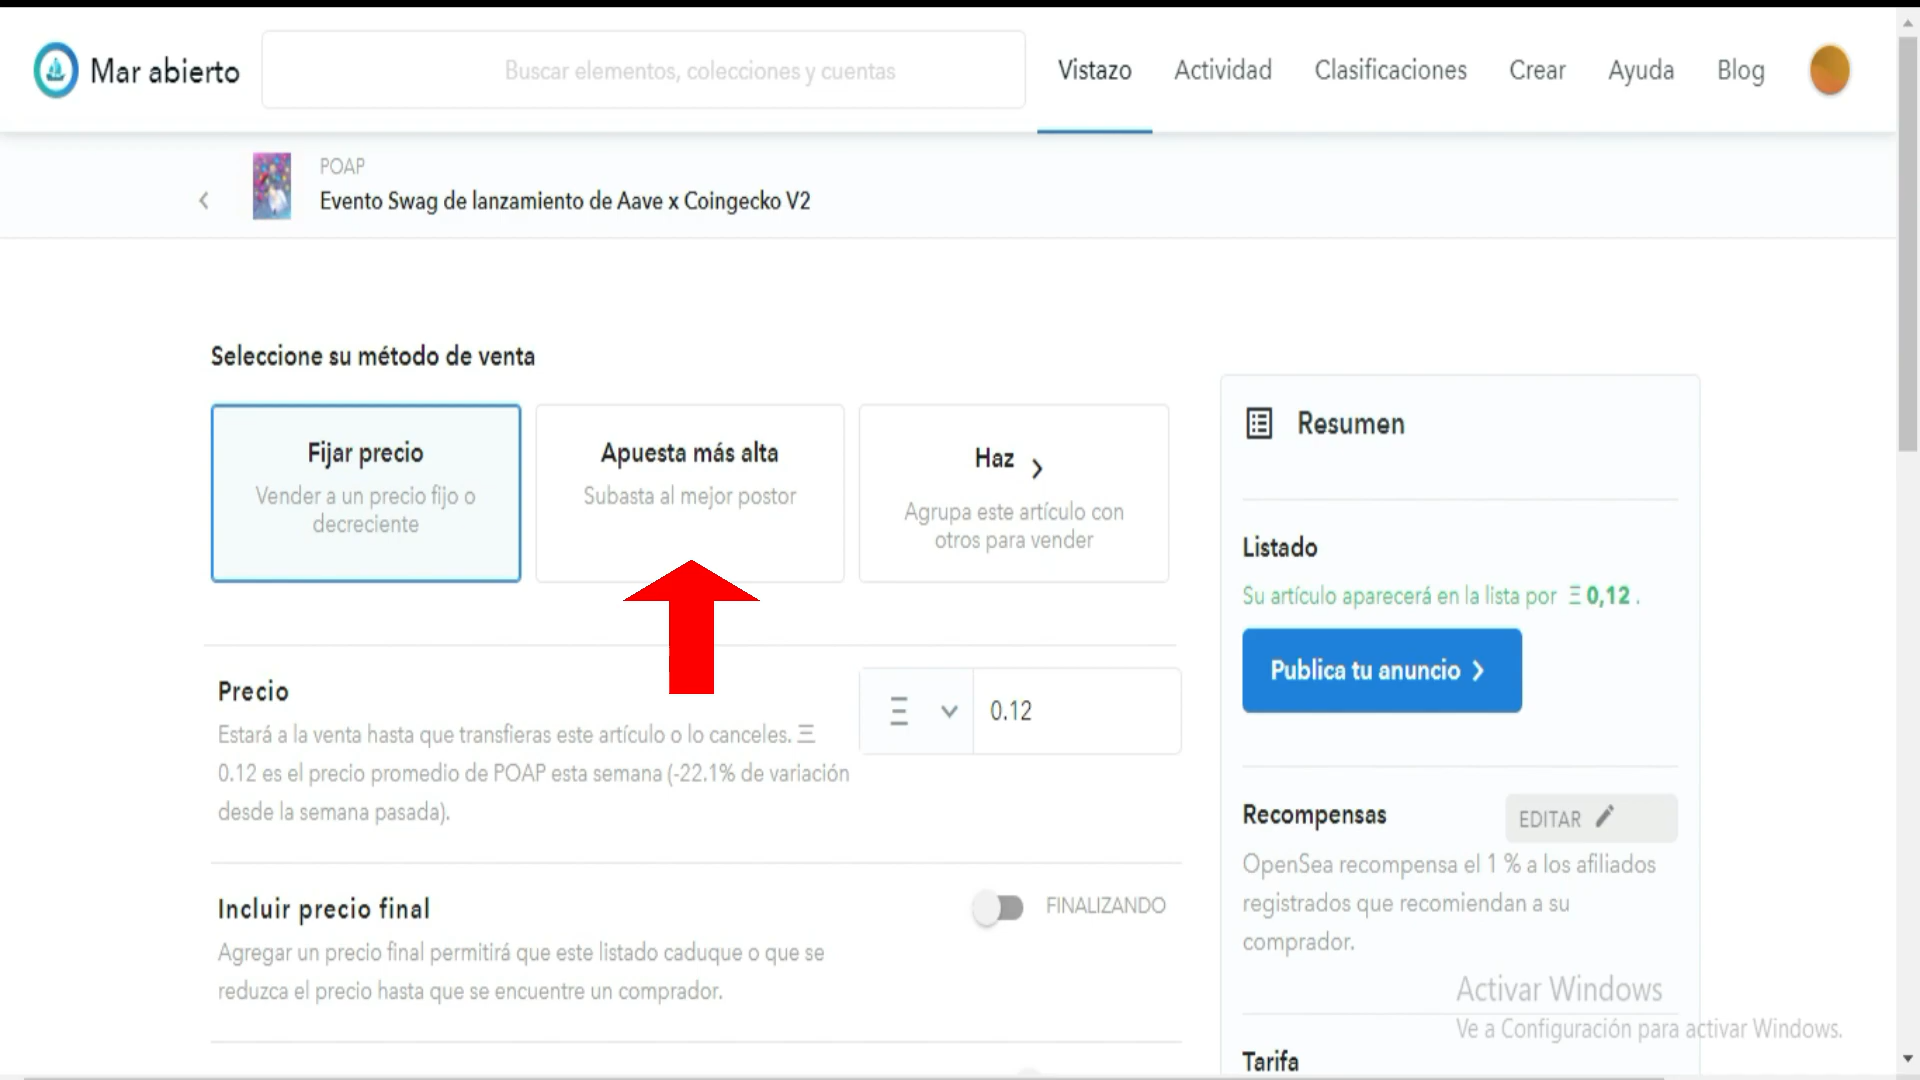 Mar abierto
Buscar elementos, colecciones y cuentas
Vistazo
Actividad
Clasificaciones
Crear
Ayuda
Blog
POAP
Evento Swag de lanzamiento de Aave x Coingecko V2
Seleccione su método de venta
Fijar precio
Vender a un precio fijo o
decreciente
Apuesta más alta
Subasta al mejor postor
Haz
Agrupa este artículo con
otros para vender
Precio
Estará a la venta hasta que transfieras este artículo o lo canceles. Ξ
0.12 es el precio promedio de POAP esta semana (-22.1% de variación
desde la semana pasada).
Ξ
0.12
Incluir precio final
Agregar un precio final permitirá que este listado caduque o que se
reduzca el precio hasta que se encuentre un comprador.
FINALIZANDO
Resumen
Listado
Su artículo aparecerá en la lista por Ξ 0,12 .
Publica tu anuncio
Recompensas
EDITAR
OpenSea recompensa el 1 % a los afiliados
registrados que recomiendan a su
comprador.
Activar Windows
Ve a Configuración para activar Windows.
Tarifa